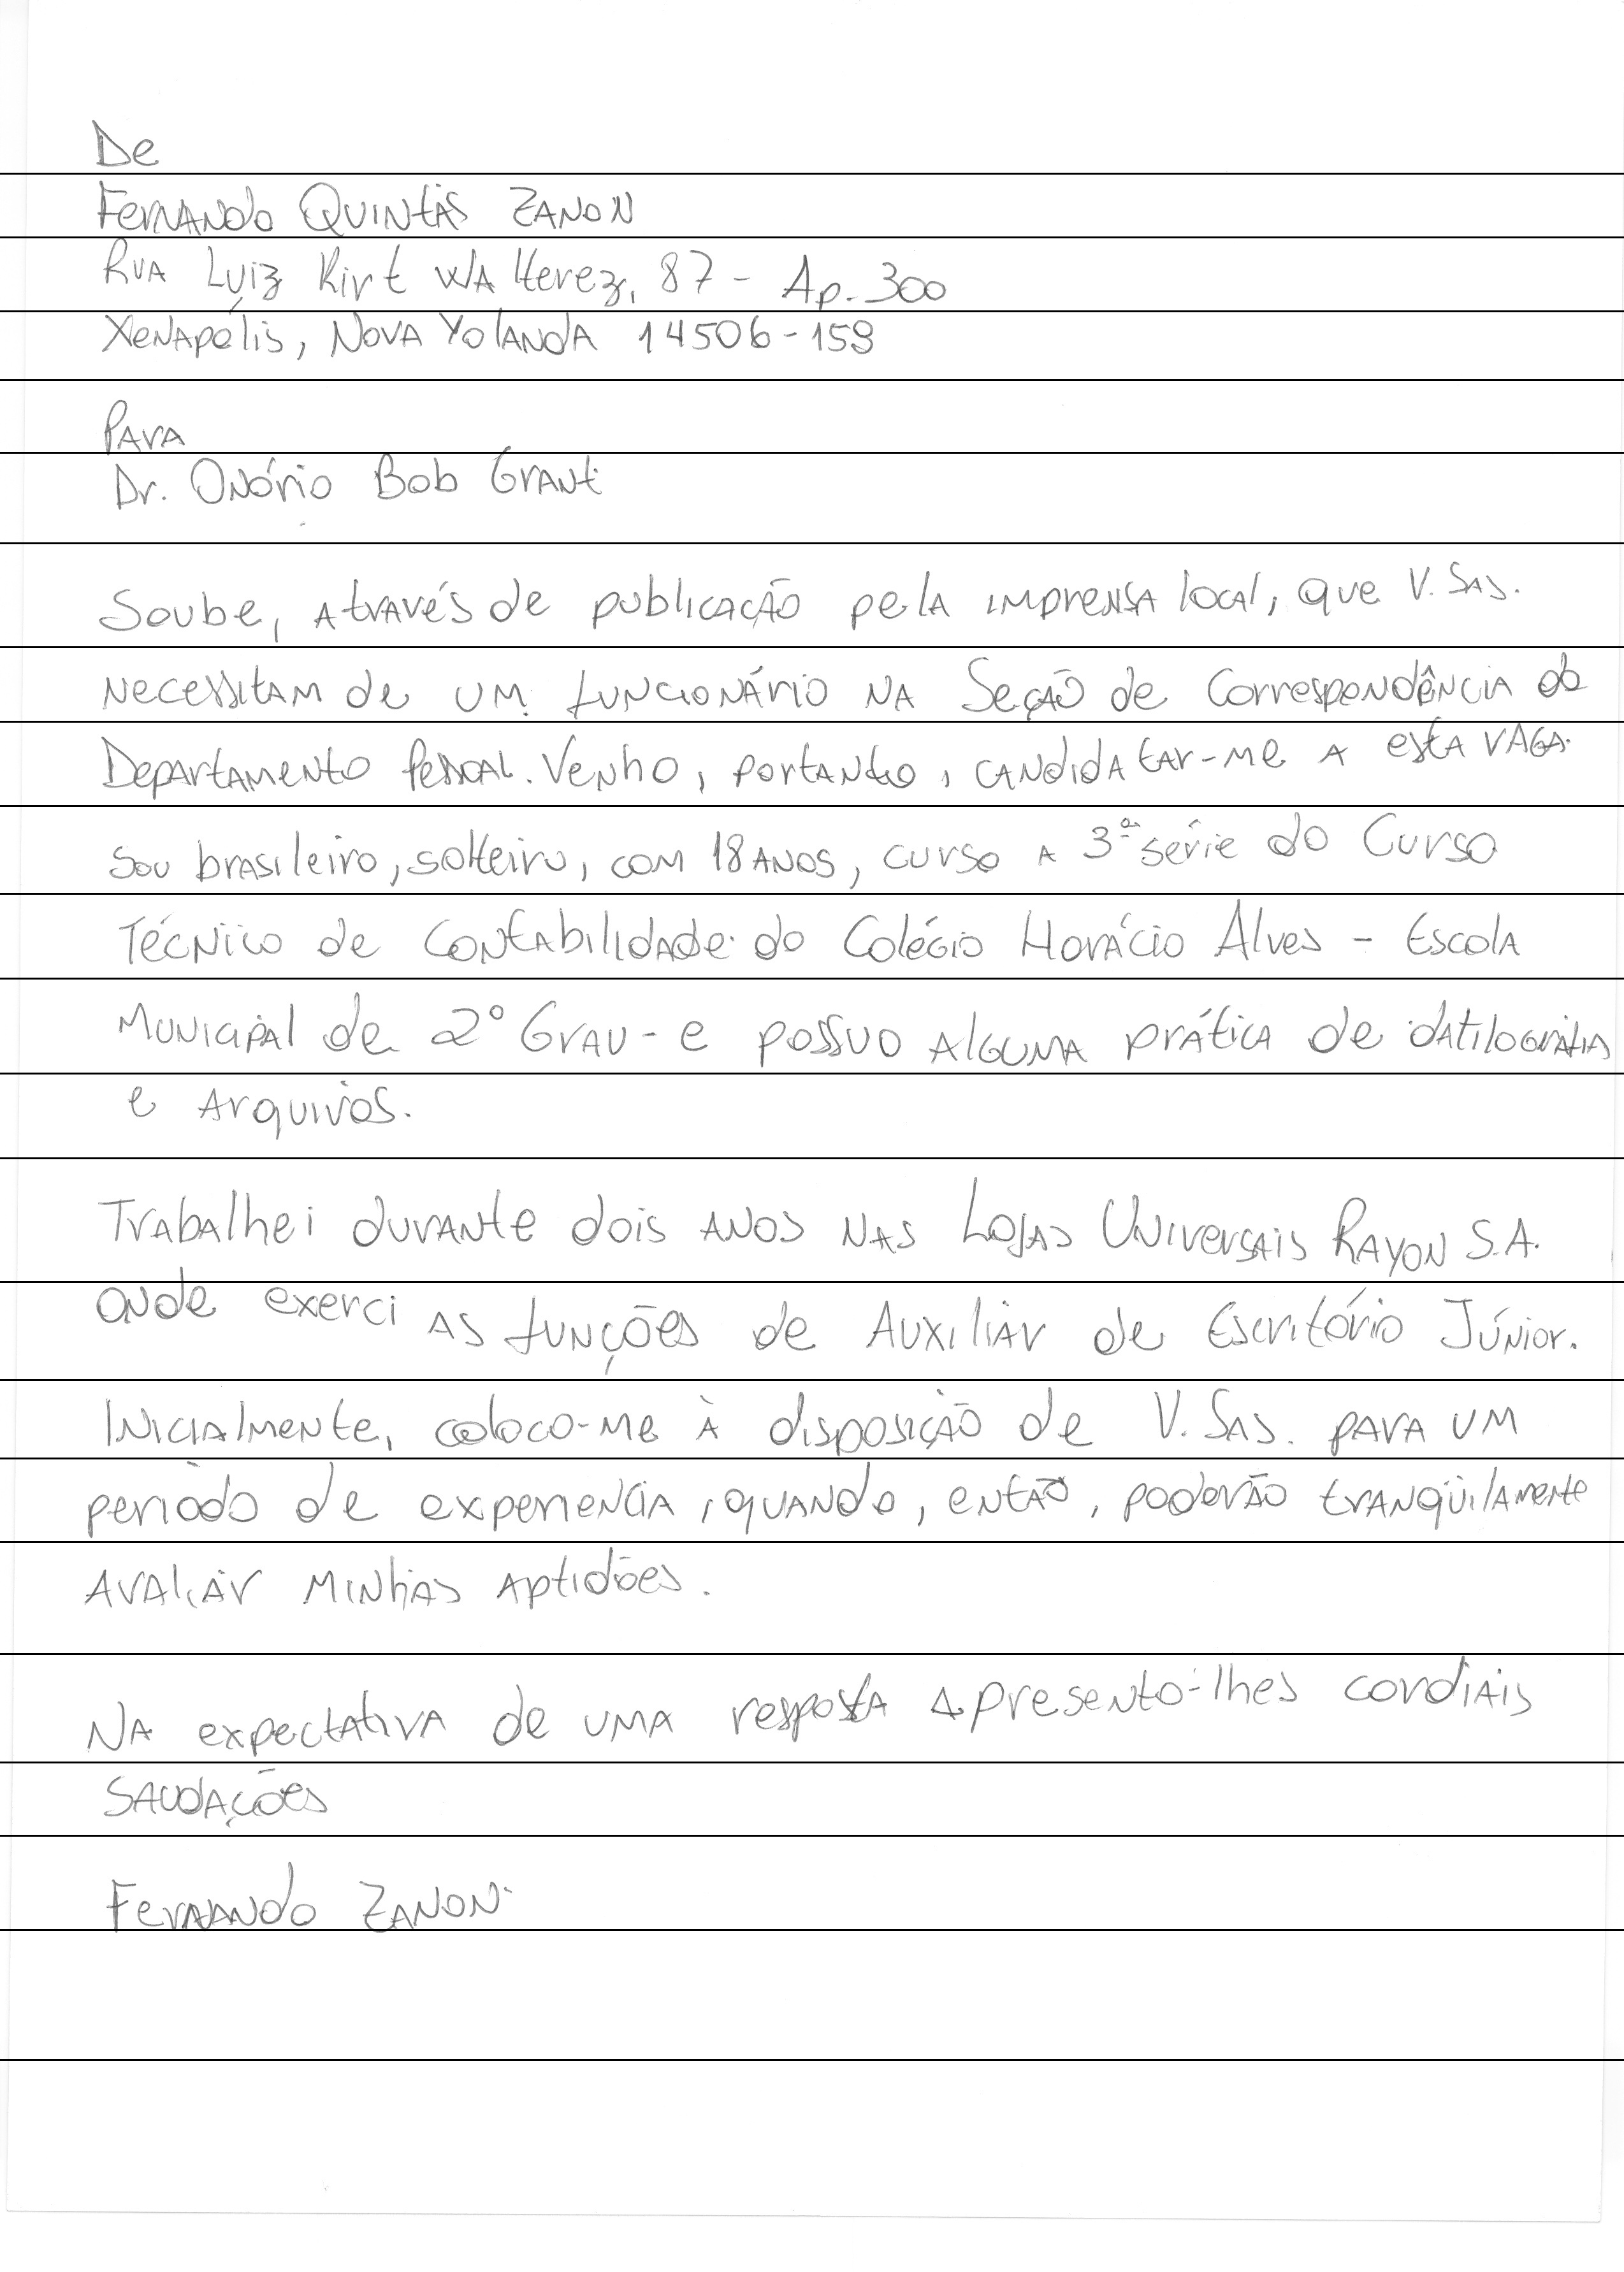 De
Fernando Quintas Zanon
Rua Luiz Kirt Walterez, 87 - Ap. 300
Xenapólis, Nova Yolanda 14506-159
Para
Dr. Onório Bob Grant
Soube, através de publicação pela imprensa local, que V. Sas.
necessitam de um funcionário na Seção de Correspondência do
Departamento Pessoal. Venho, portanto, candidatar-me a esta vaga.
Sou brasileiro, solteiro, com 18 anos, curso a 3ª série do Curso
Técnico de Contabilidade do Colégio Horácio Alves - Escola
Municipal de 2º Grau - e possuo alguma prática de datilografia
e arquivos.
Trabalhei durante dois anos nas Lojas Universais Rayon S.A.
onde exerci as funções de Auxiliar de Escritório Júnior.
Inicialmente, coloco-me à disposição de V. Sas. para um
periodo de experiencia, quando, então, poderão tranqüilamente
avaliar minhas aptidões.
Na expectativa de uma resposta apresento-lhes cordiais
saudações
Fernando Zanon